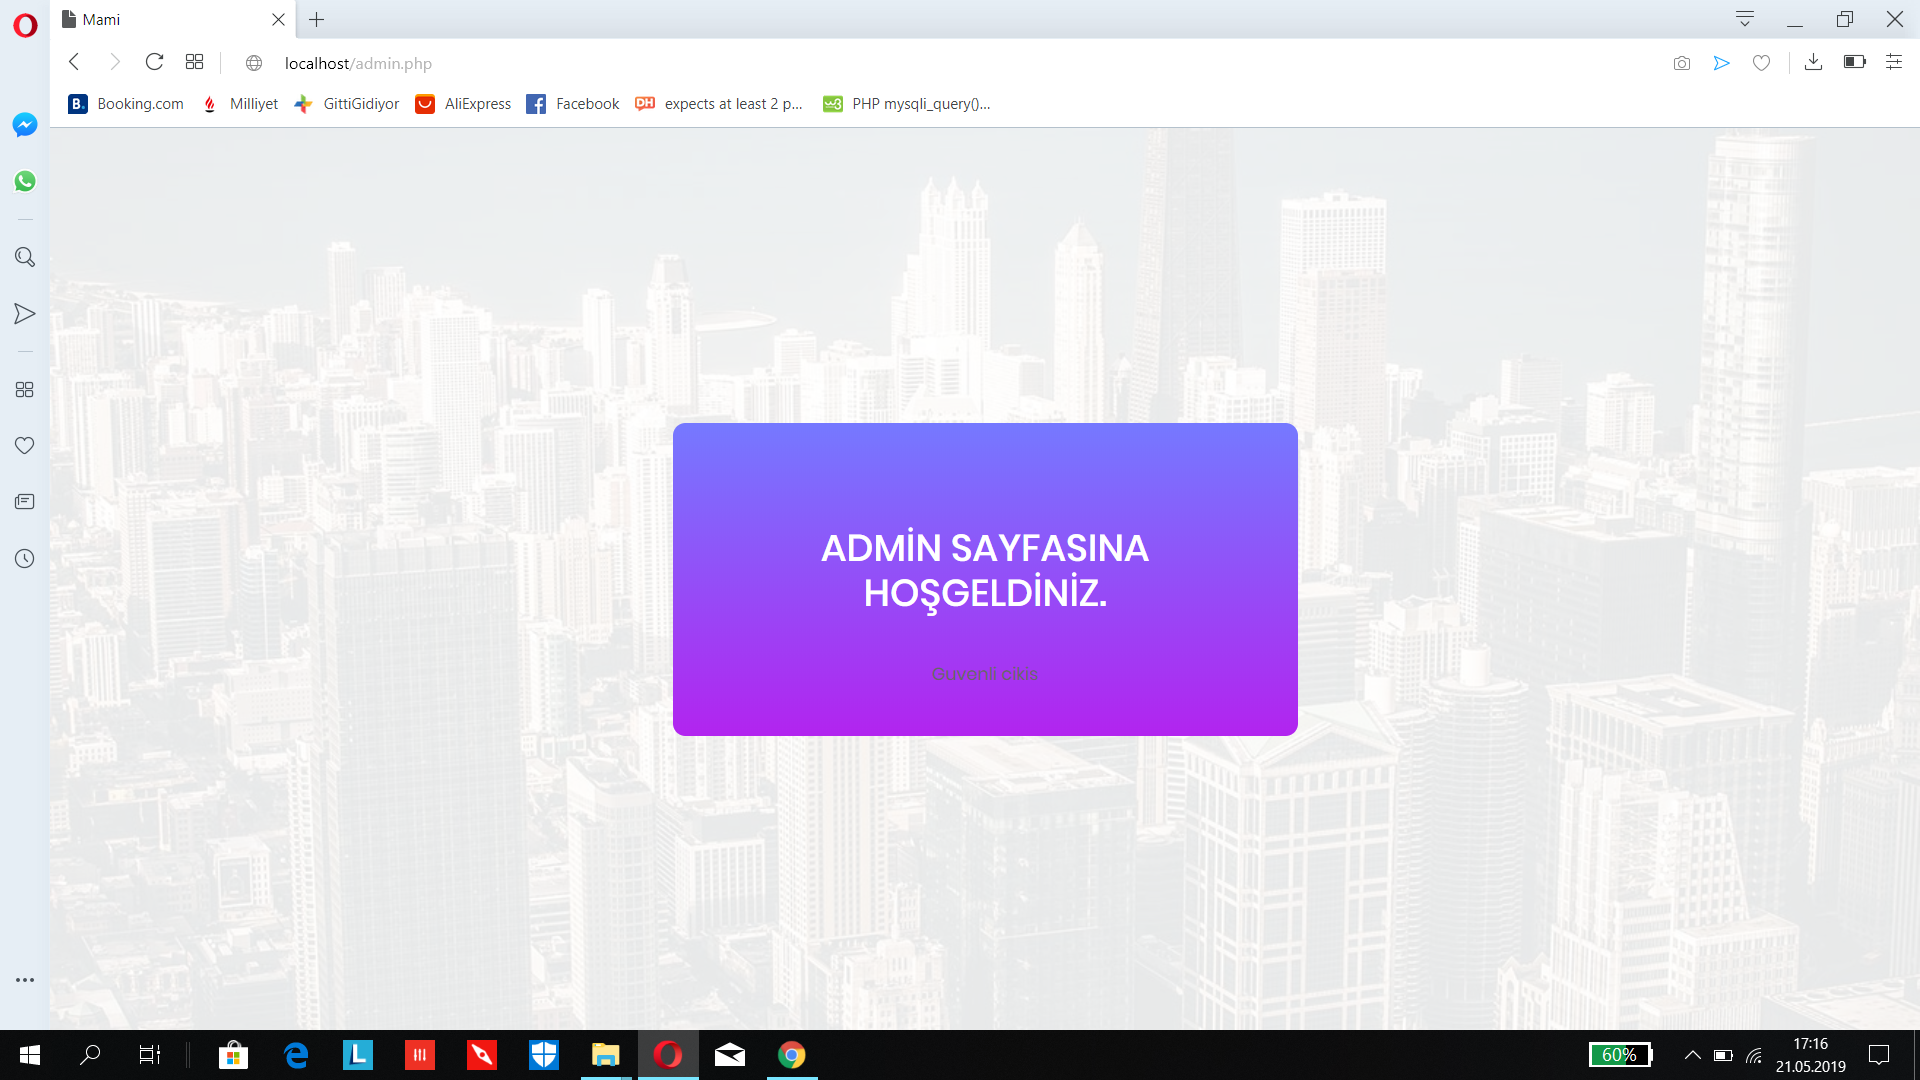 Mami
localhost/admin.php
Booking.com
Milliyet
GittiGidiyor
AliExpress
Facebook
expects at least 2 p...
PHP mysqli_query()...
ADMİN SAYFASINA
HOŞGELDİNİZ.
Guvenli cikis
60%
17:16
21.05.2019